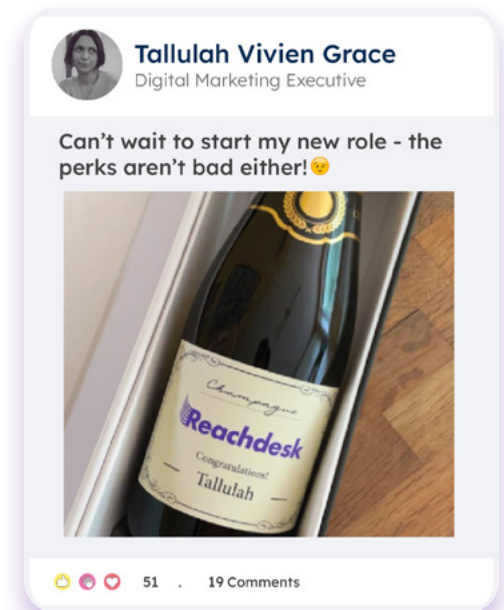 Tallulah Vivien Grace
Digital Marketing Executive
Can't wait to start my new role - the
perks aren't bad either!😉
Champagne
Reachdesk
Congratulations!
Tallulah
51 . 19 Comments